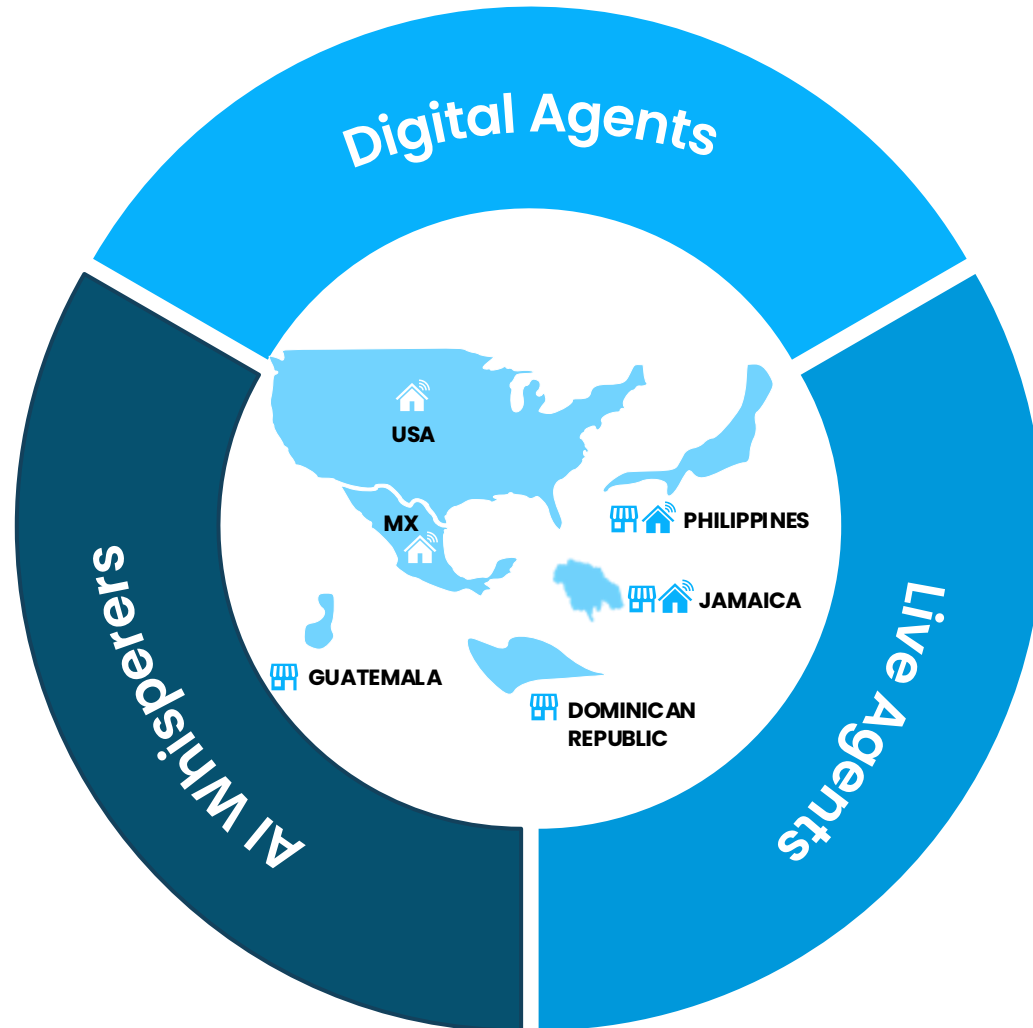 Digital Agents
USA
MX
PHILIPPINES
JAMAICA
GUATEMALA
DOMINICAN
REPUBLIC
Live Agents
AI Whisperers